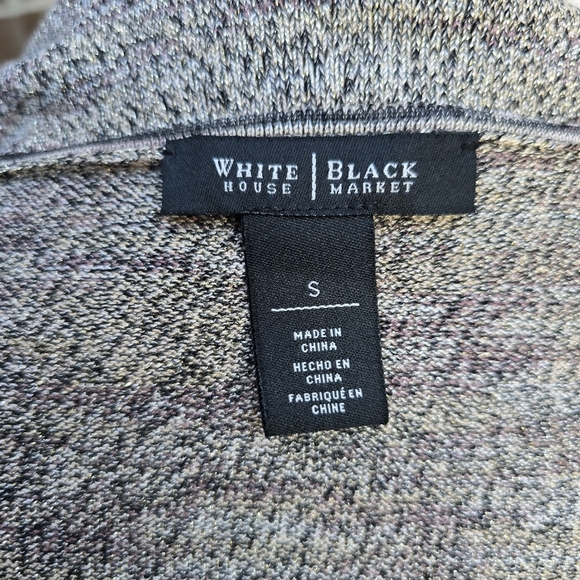 WHITE | BLACK
HOUSE MARKET
S
MADE IN
CHINA
HECHO EN
CHINA
FABRIQUÉ EN
CHINE